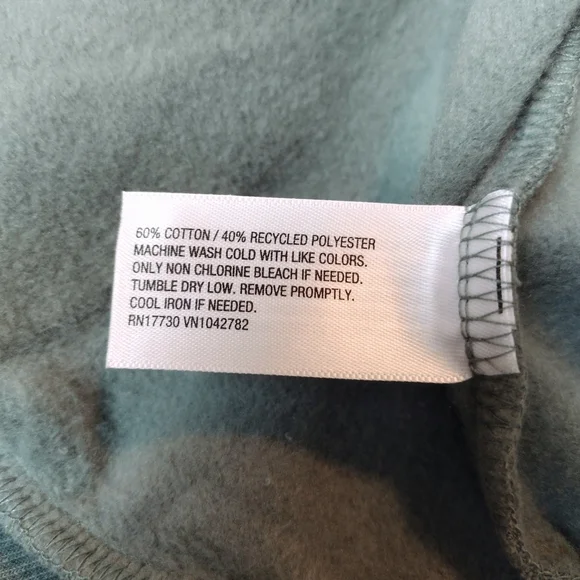 60% COTTON / 40% RECYCLED POLYESTER
MACHINE WASH COLD WITH LIKE COLORS.
ONLY NON CHLORINE BLEACH IF NEEDED.
TUMBLE DRY LOW. REMOVE PROMPTLY.
COOL IRON IF NEEDED.
RN17730 VN1042782